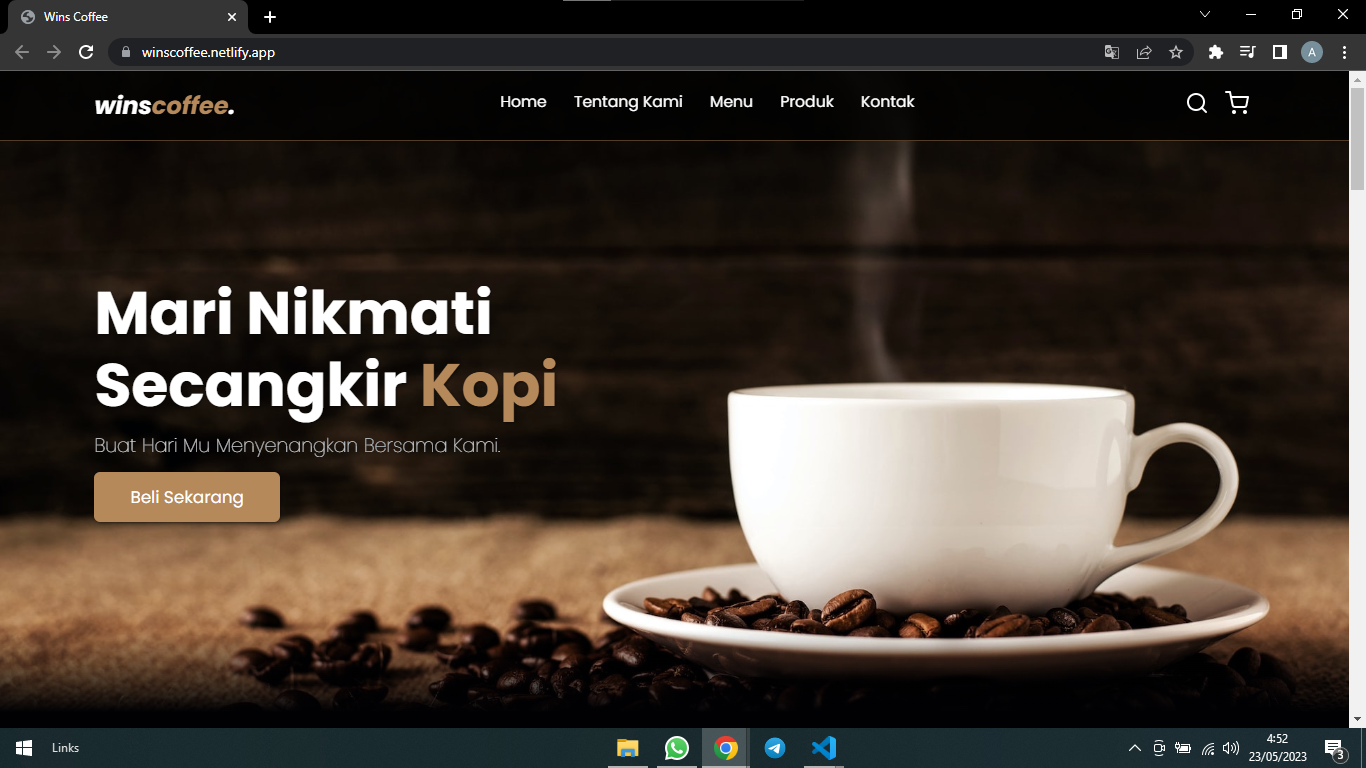 Wins Coffee
winscoffee.netlify.app
A
winscoffee.
Home Tentang Kami Menu Produk Kontak
Mari Nikmati
Secangkir Kopi
Buat Hari Mu Menyenangkan Bersama Kami.
Beli Sekarang
Links
4:52
23/05/2023
3